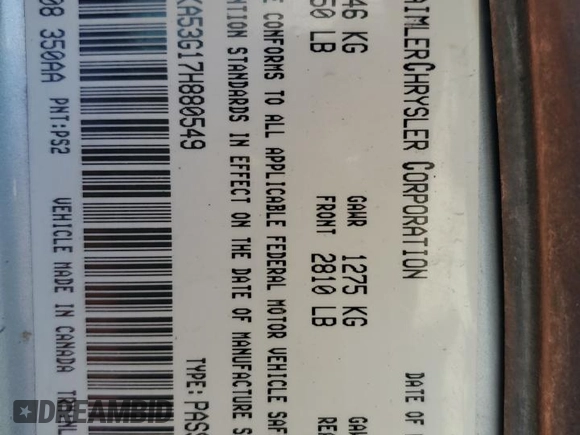 AIMLERCHRYSLER CORPORATION DATE OF
46 KG GAWR 1275 KG
50 LB FRONT 2810 LB
E CONFORMS TO ALL APPLICABLE FEDERAL MOTOR VEHICLE SAF
NTION STANDARDS IN EFFECT ON THE DATE OF MANUFACTURE S
KA53G17H880549 TYPE: PASS
08 350AA PNT:PS2 VEHICLE MADE IN CANADA
DREAMBID